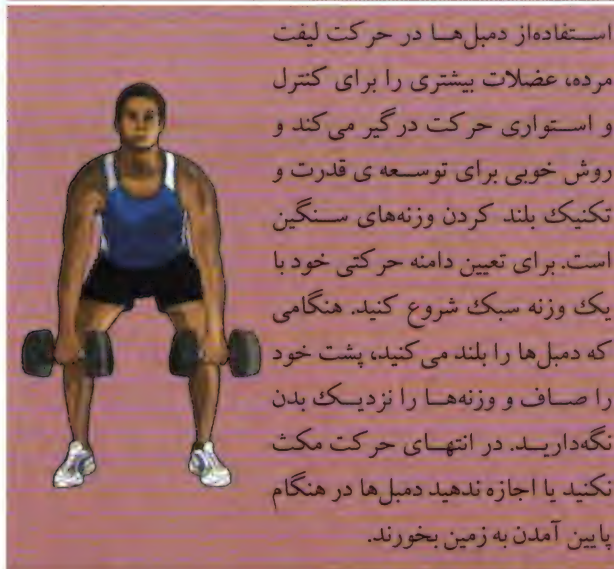 استفاده‌از دمبل‌ها در حرکت لیفت
مرده، عضلات بیشتری را برای کنترل
و استواری حرکت درگیر می‌کند و
روش خوبی برای توسعه ی قدرت و
تکنیک بلند کردن وزنه‌های سنگین
است. برای تعیین دامنه حرکتی خود با
یک وزنه سبک شروع کنید. هنگامی
که دمبل‌ها را بلند می‌کنید، پشت خود
را صاف و وزنه‌ها را نزدیک بدن
نگه‌دارید. در انتهای حرکت مکث
نکنید یا اجازه ندهید دمبل‌ها در هنگام
پایین آمدن به زمین بخورند.